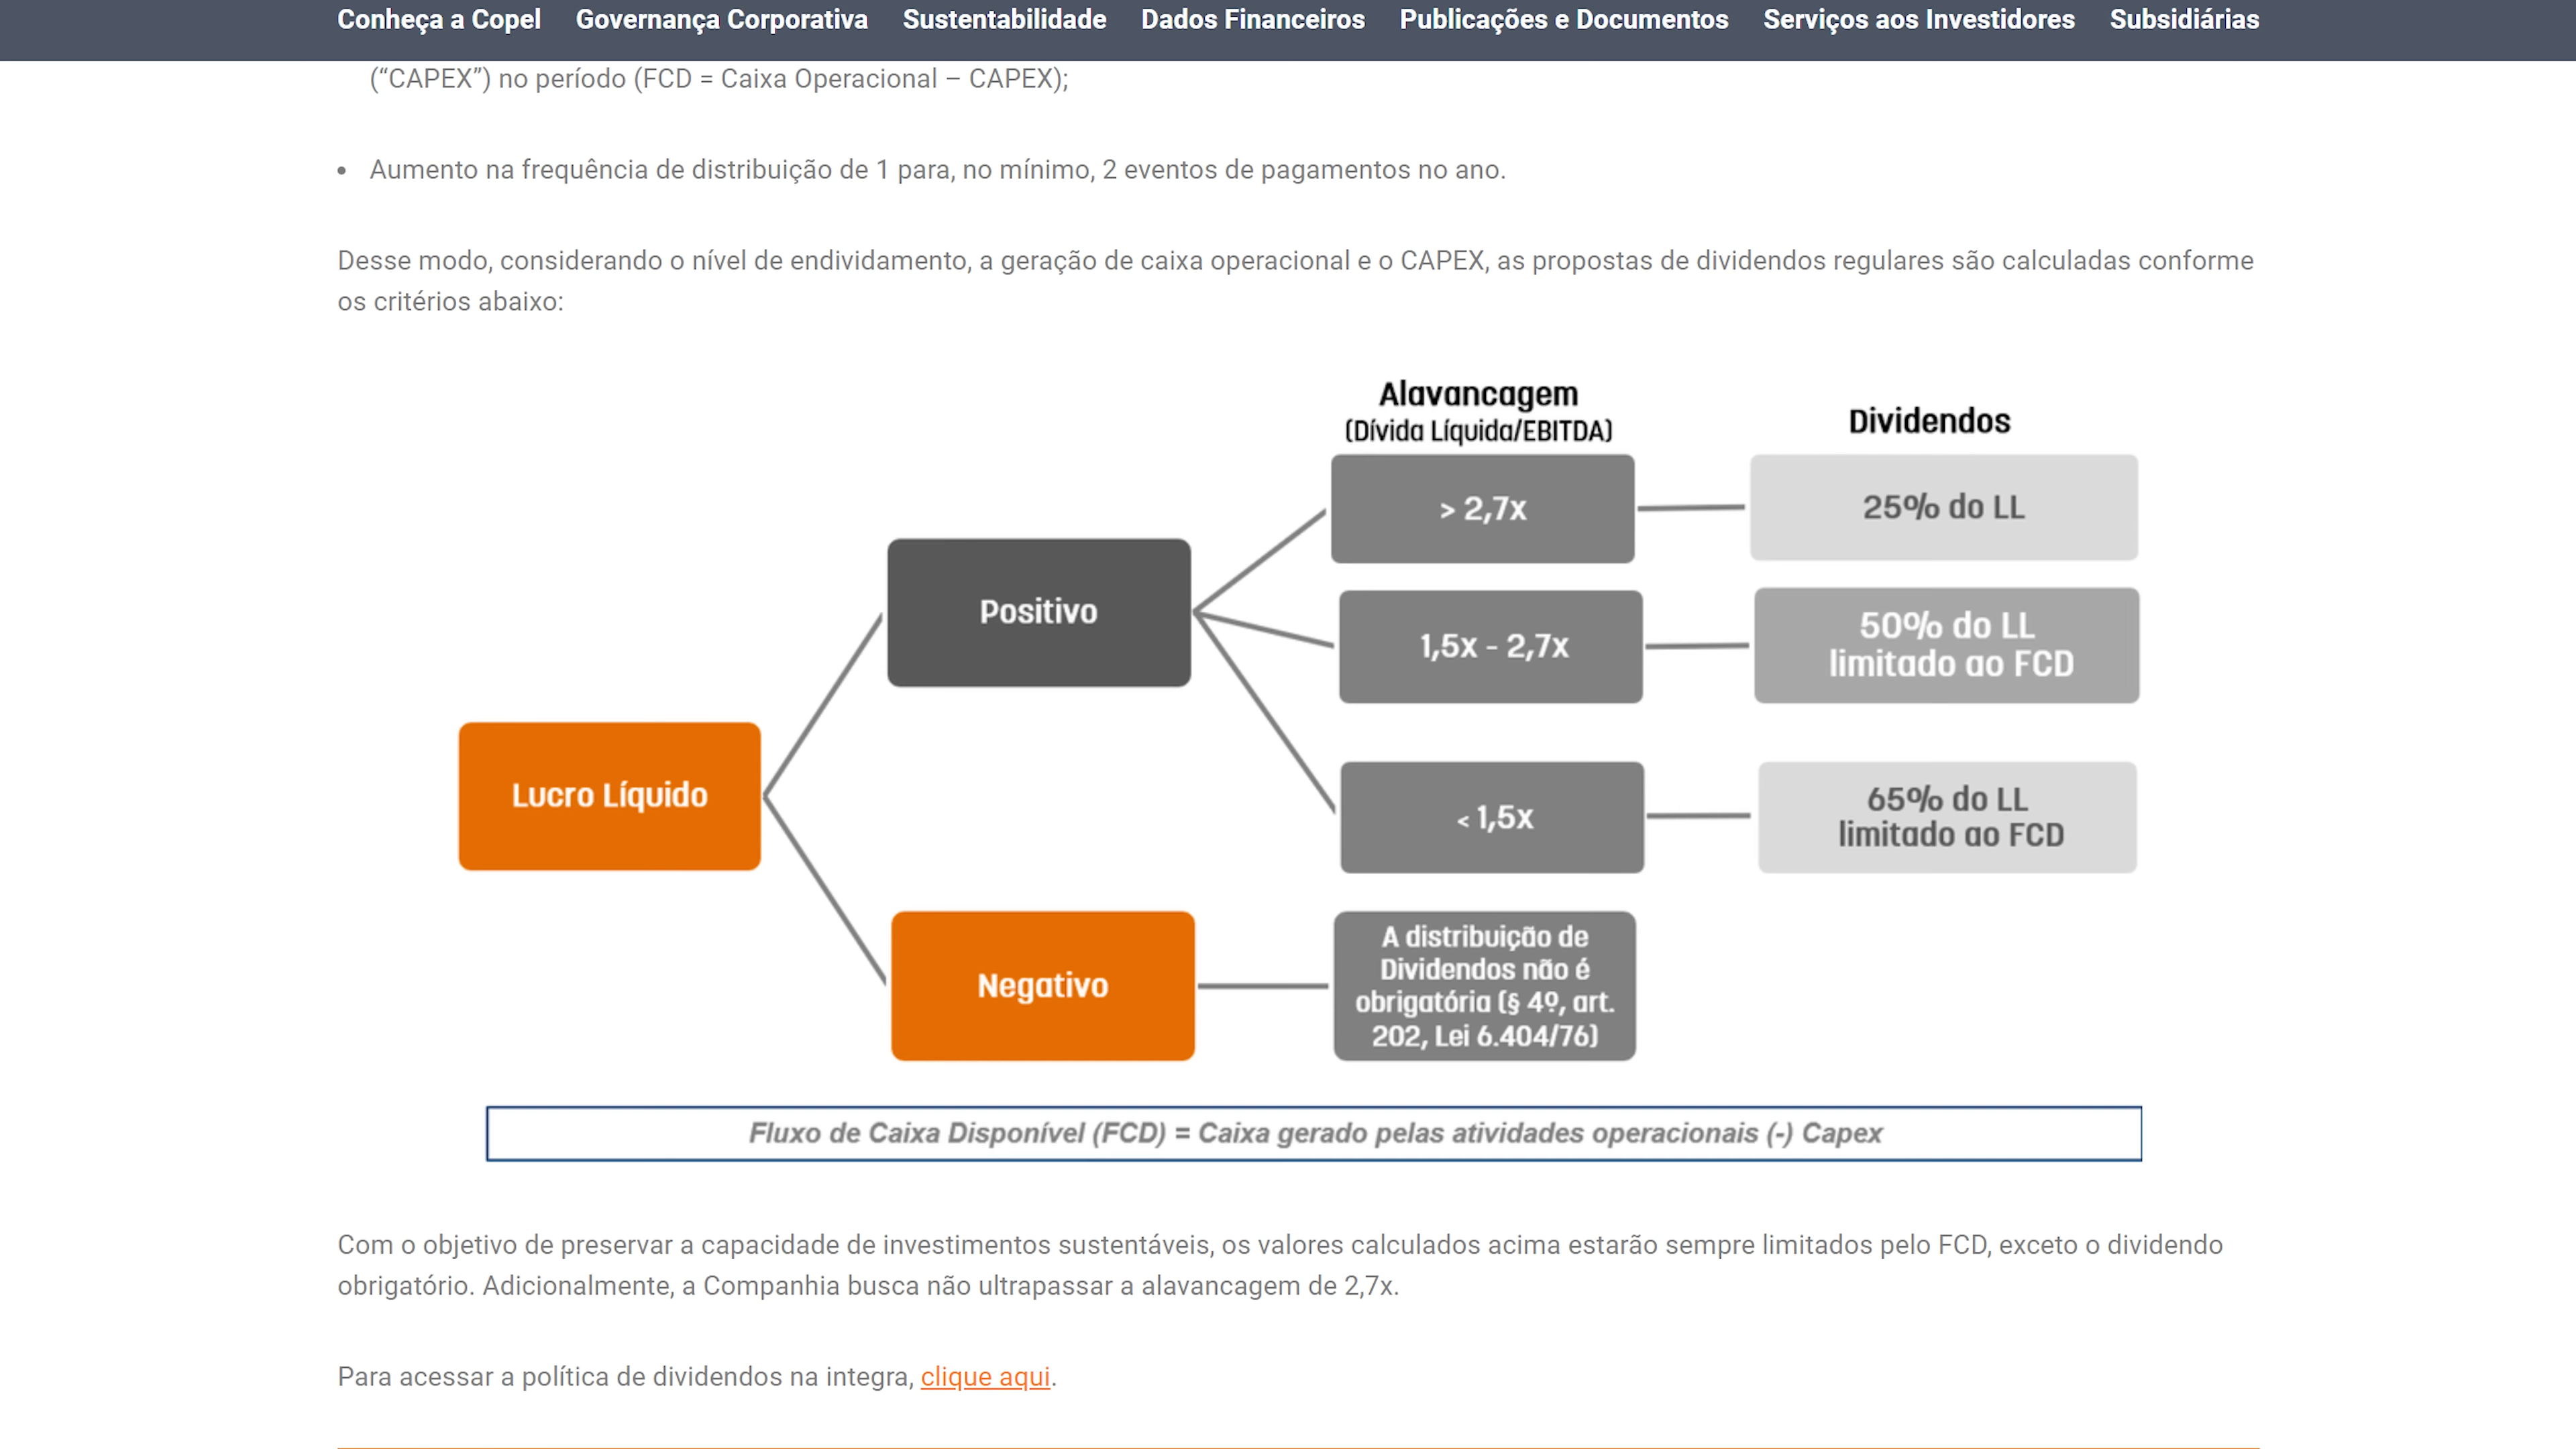 Conheça a Copel Governança Corporativa Sustentabilidade Dados Financeiros Publicações e Documentos Serviços aos Investidores Subsidiárias
(“CAPEX”) no período (FCD = Caixa Operacional – CAPEX);
• Aumento na frequência de distribuição de 1 para, no mínimo, 2 eventos de pagamentos no ano.
Desse modo, considerando o nível de endividamento, a geração de caixa operacional e o CAPEX, as propostas de dividendos regulares são calculadas conforme
os critérios abaixo:
Alavancagem
(Dívida Líquida/EBITDA)
Dividendos
> 2,7x
25% do LL
Positivo
1,5x - 2,7x
50% do LL
limitado ao FCD
Lucro Líquido
< 1,5x
65% do LL
limitado ao FCD
Negativo
A distribuição de
Dividendos não é
obrigatória (§ 4º, art.
202, Lei 6.404/76)
Fluxo de Caixa Disponível (FCD) = Caixa gerado pelas atividades operacionais (-) Capex
Com o objetivo de preservar a capacidade de investimentos sustentáveis, os valores calculados acima estarão sempre limitados pelo FCD, exceto o dividendo
obrigatório. Adicionalmente, a Companhia busca não ultrapassar a alavancagem de 2,7x.
Para acessar a política de dividendos na integra, clique aqui.